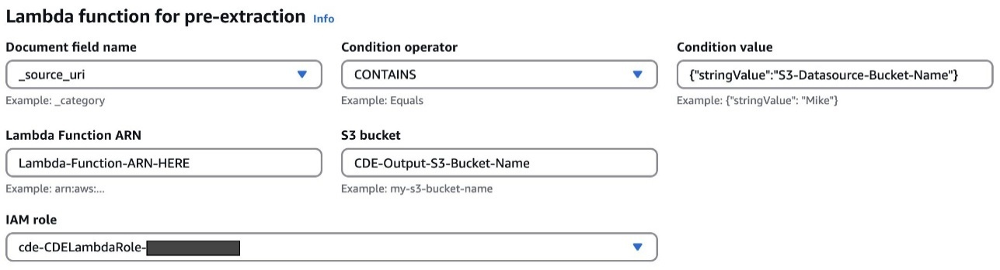 Lambda function for pre-extraction Info
Document field name
Condition operator
Condition value
_source_uri
CONTAINS
{"stringValue":"S3-Datasource-Bucket-Name"}
Example: _category
Example: Equals
Example: {"stringValue": "Mike"}
Lambda Function ARN
S3 bucket
Lambda-Function-ARN-HERE
CDE-Output-S3-Bucket-Name
Example: arn:aws:...
Example: my-s3-bucket-name
IAM role
cde-CDELambdaRole-